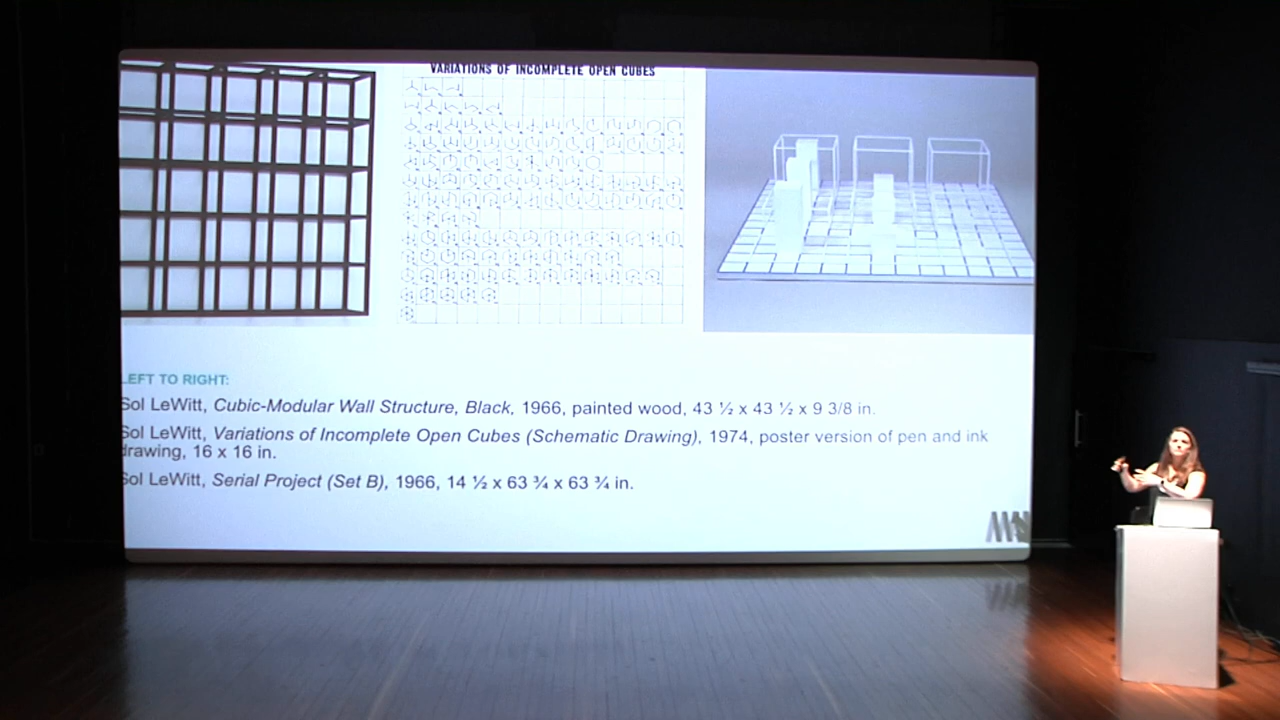 VARIATIONS OF INCOMPLETE OPEN CUBES
LEFT TO RIGHT:
Sol LeWitt, Cubic-Modular Wall Structure, Black, 1966, painted wood, 43 ½ x 43 ½ x 9 3/8 in.
Sol LeWitt, Variations of Incomplete Open Cubes (Schematic Drawing), 1974, poster version of pen and ink
drawing, 16 x 16 in.
Sol LeWitt, Serial Project (Set B), 1966, 14 ½ x 63 ¾ x 63 ¾ in.